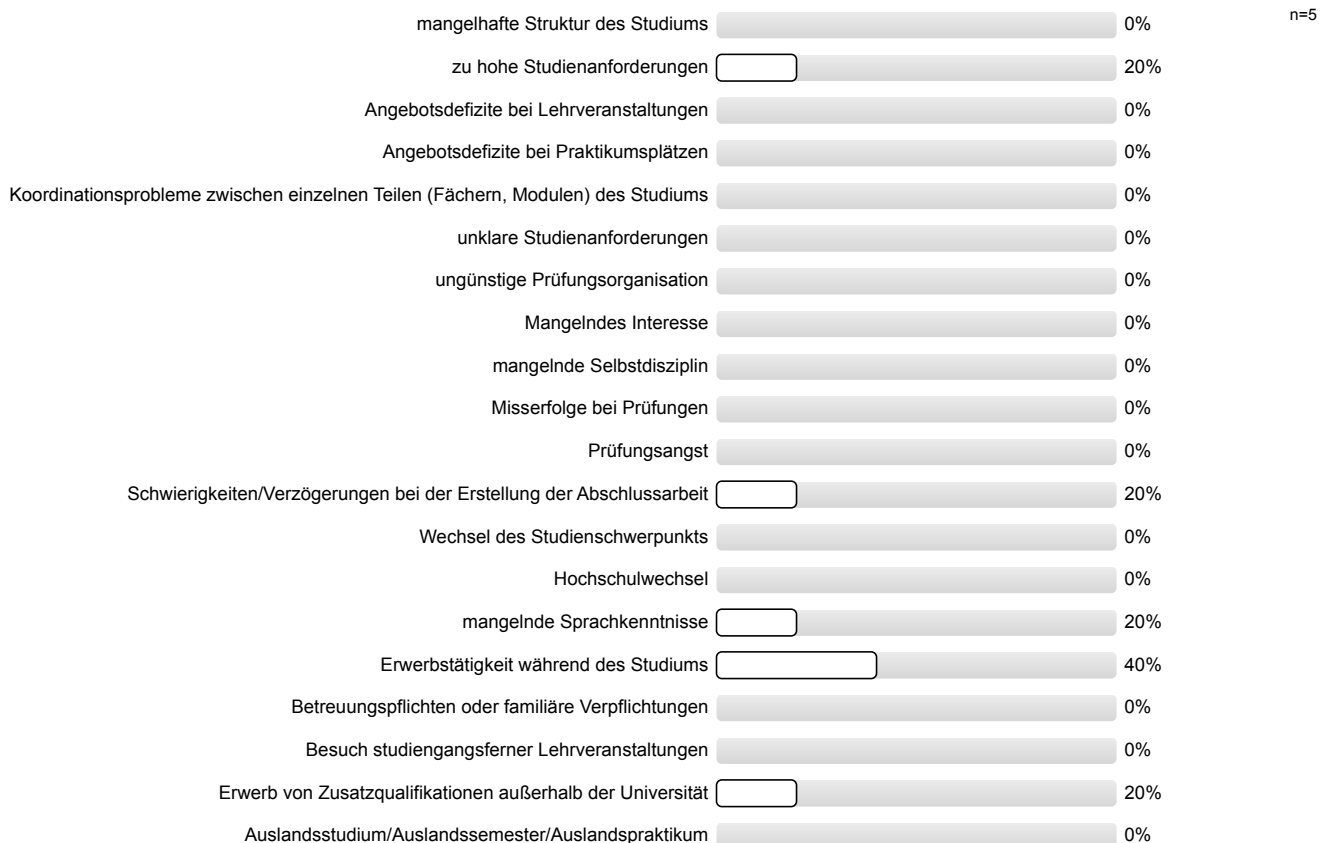 n=5
mangelhafte Struktur des Studiums 0%
zu hohe Studienanforderungen 20%
Angebotsdefizite bei Lehrveranstaltungen 0%
Angebotsdefizite bei Praktikumsplätzen 0%
Koordinationsprobleme zwischen einzelnen Teilen (Fächern, Modulen) des Studiums 0%
unklare Studienanforderungen 0%
ungünstige Prüfungsorganisation 0%
Mangelndes Interesse 0%
mangelnde Selbstdisziplin 0%
Misserfolge bei Prüfungen 0%
Prüfungsangst 0%
Schwierigkeiten/Verzögerungen bei der Erstellung der Abschlussarbeit 20%
Wechsel des Studienschwerpunkts 0%
Hochschulwechsel 0%
mangelnde Sprachkenntnisse 20%
Erwerbstätigkeit während des Studiums 40%
Betreuungspflichten oder familiäre Verpflichtungen 0%
Besuch studiengangsferner Lehrveranstaltungen 0%
Erwerb von Zusatzqualifikationen außerhalb der Universität 20%
Auslandsstudium/Auslandssemester/Auslandspraktikum 0%